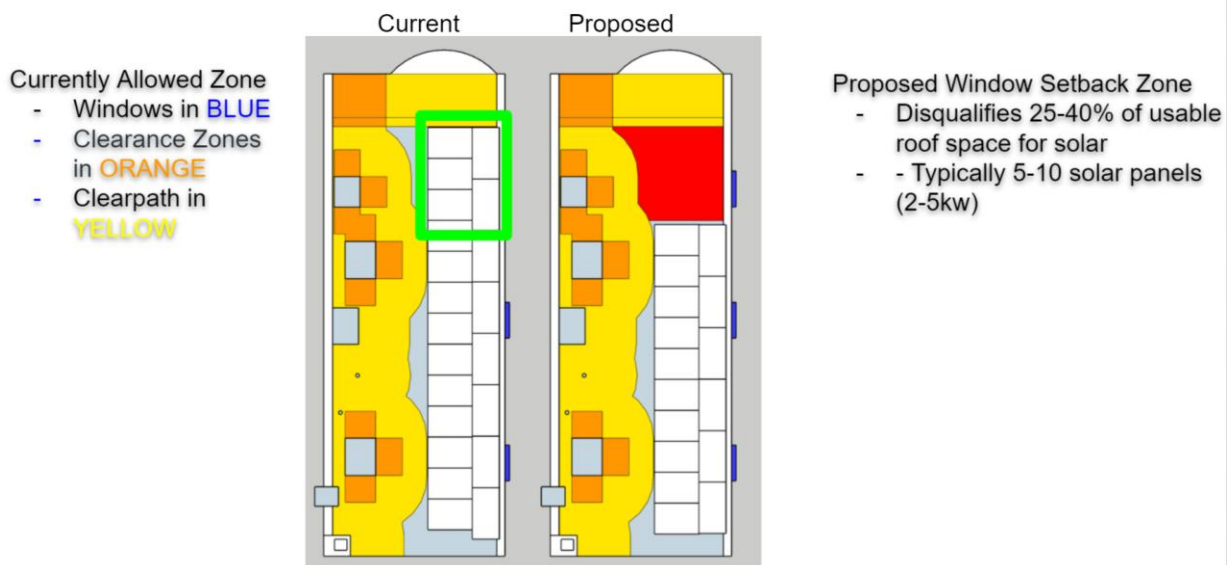 Current
Proposed
Currently Allowed Zone
- Windows in BLUE
- Clearance Zones
in ORANGE
- Clearpath in
YELLOW
Proposed Window Setback Zone
- Disqualifies 25-40% of usable
roof space for solar
- - Typically 5-10 solar panels
(2-5kw)